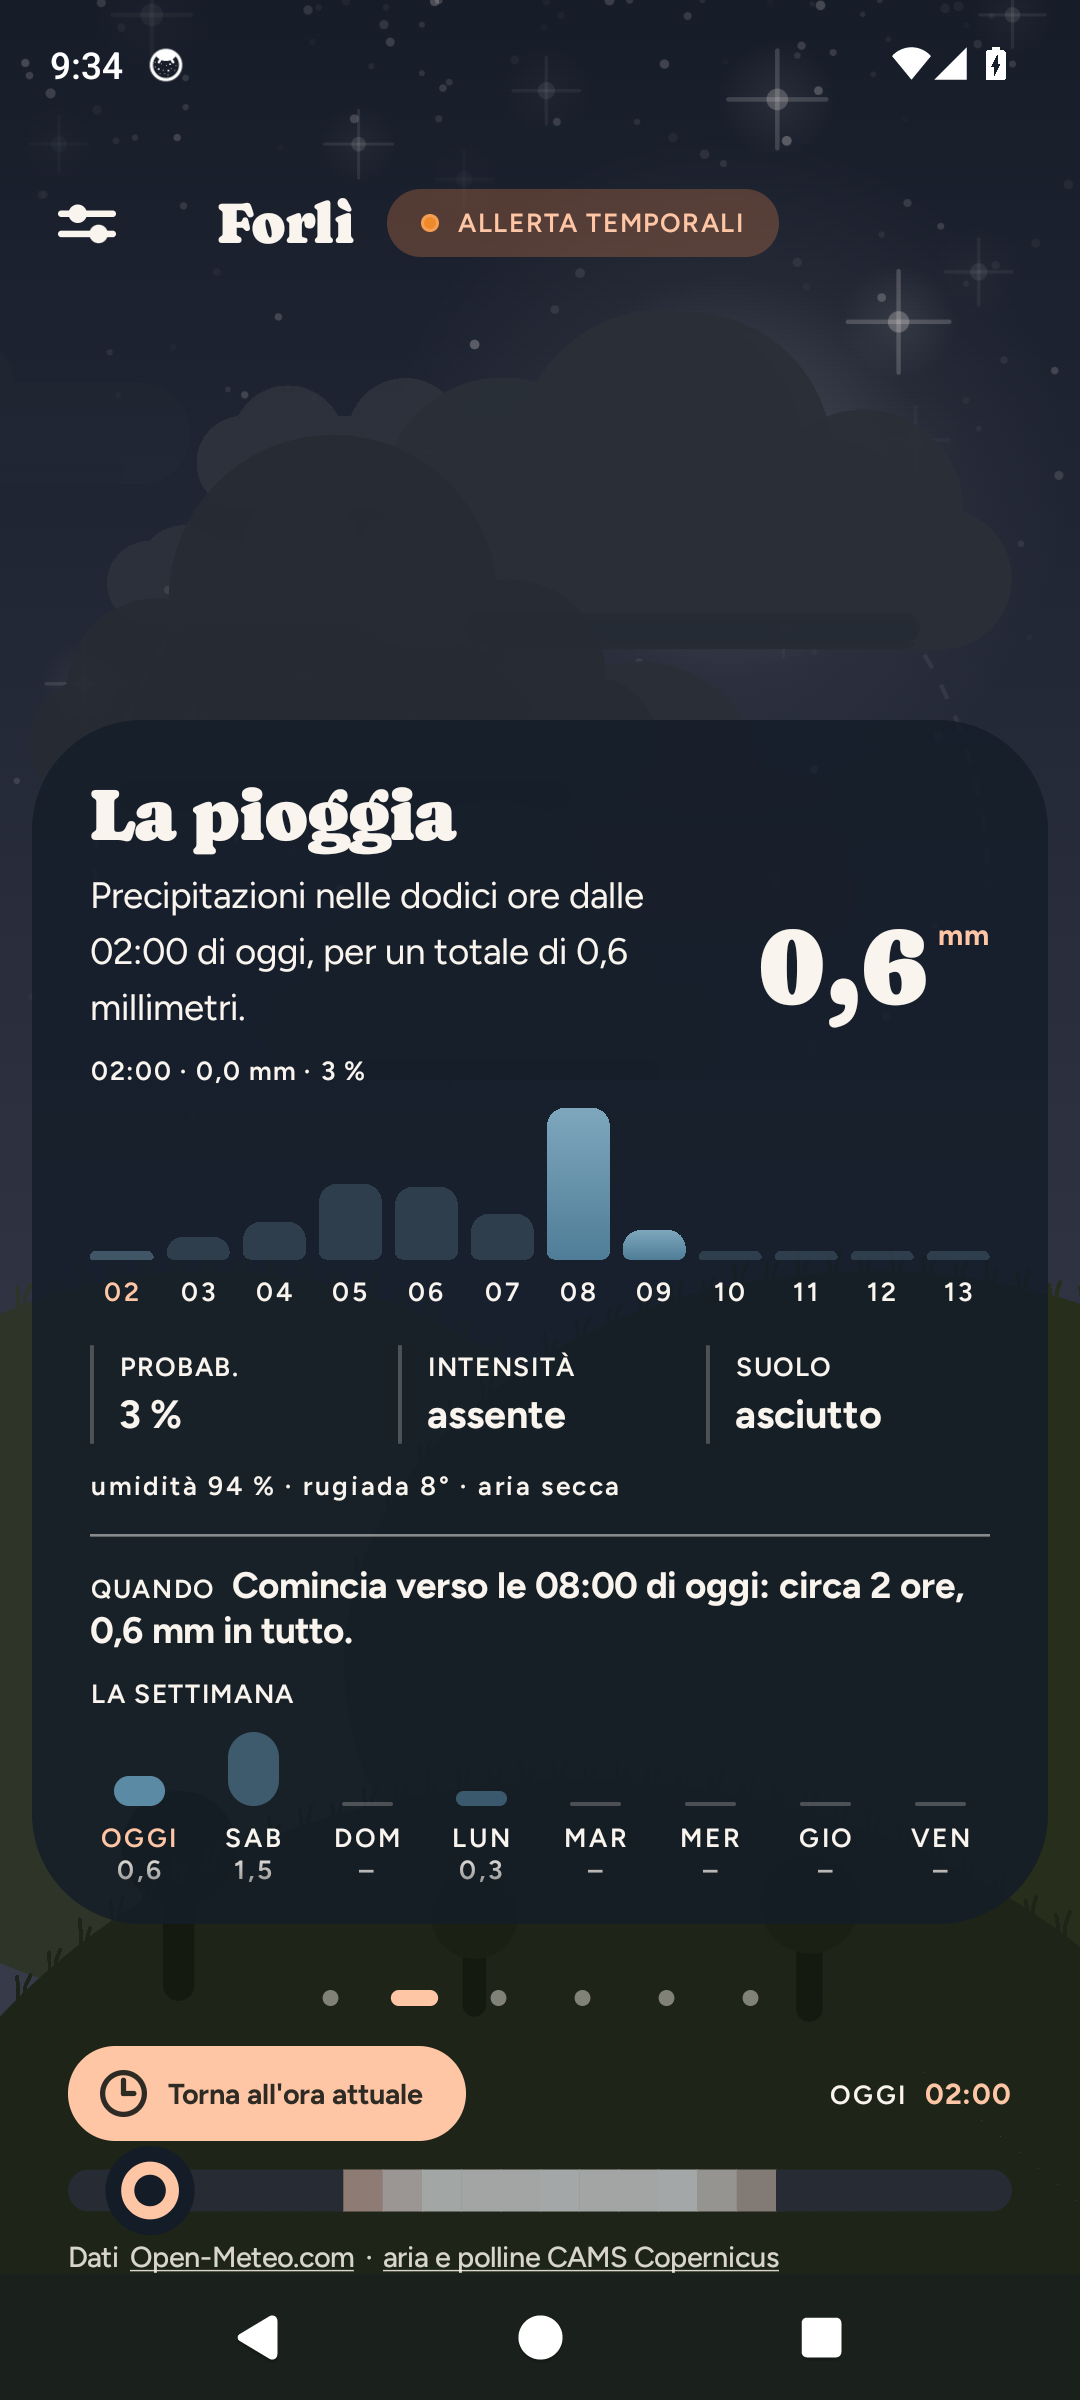 9:34
Forlì
ALLERTA TEMPORALI
La pioggia
Precipitazioni nelle dodici ore dalle
02:00 di oggi, per un totale di 0,6
millimetri.
0,6 mm
02:00 · 0,0 mm · 3 %
02 03 04 05 06 07 08 09 10 11 12 13
PROBAB. INTENSITÀ SUOLO
3 % assente asciutto
umidità 94 % · rugiada 8° · aria secca
QUANDO Comincia verso le 08:00 di oggi: circa 2 ore,
0,6 mm in tutto.
LA SETTIMANA
OGGI SAB DOM LUN MAR MER GIO VEN
0,6 1,5 – 0,3 – – – –
Torna all'ora attuale
OGGI 02:00
Dati Open-Meteo.com · aria e polline CAMS Copernicus